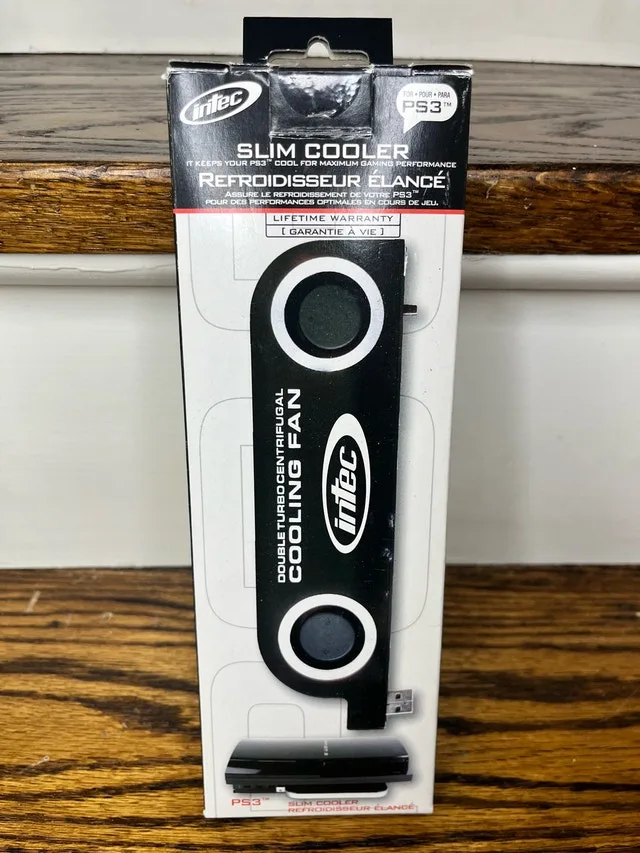 intec
FOR • POUR • PARA
PS3™
SLIM COOLER
IT KEEPS YOUR PS3™ COOL FOR MAXIMUM GAMING PERFORMANCE
REFROIDISSEUR ÉLANCÉ
ASSURE LE REFROIDISSEMENT DE VOTRE PS3™
POUR DES PERFORMANCES OPTIMALES EN COURS DE JEU.
LIFETIME WARRANTY
[ GARANTIE À VIE ]
DOUBLE TURBO CENTRIFUGAL
COOLING FAN
intec
PS3™
SLIM COOLER
REFROIDISSEUR ÉLANCÉ